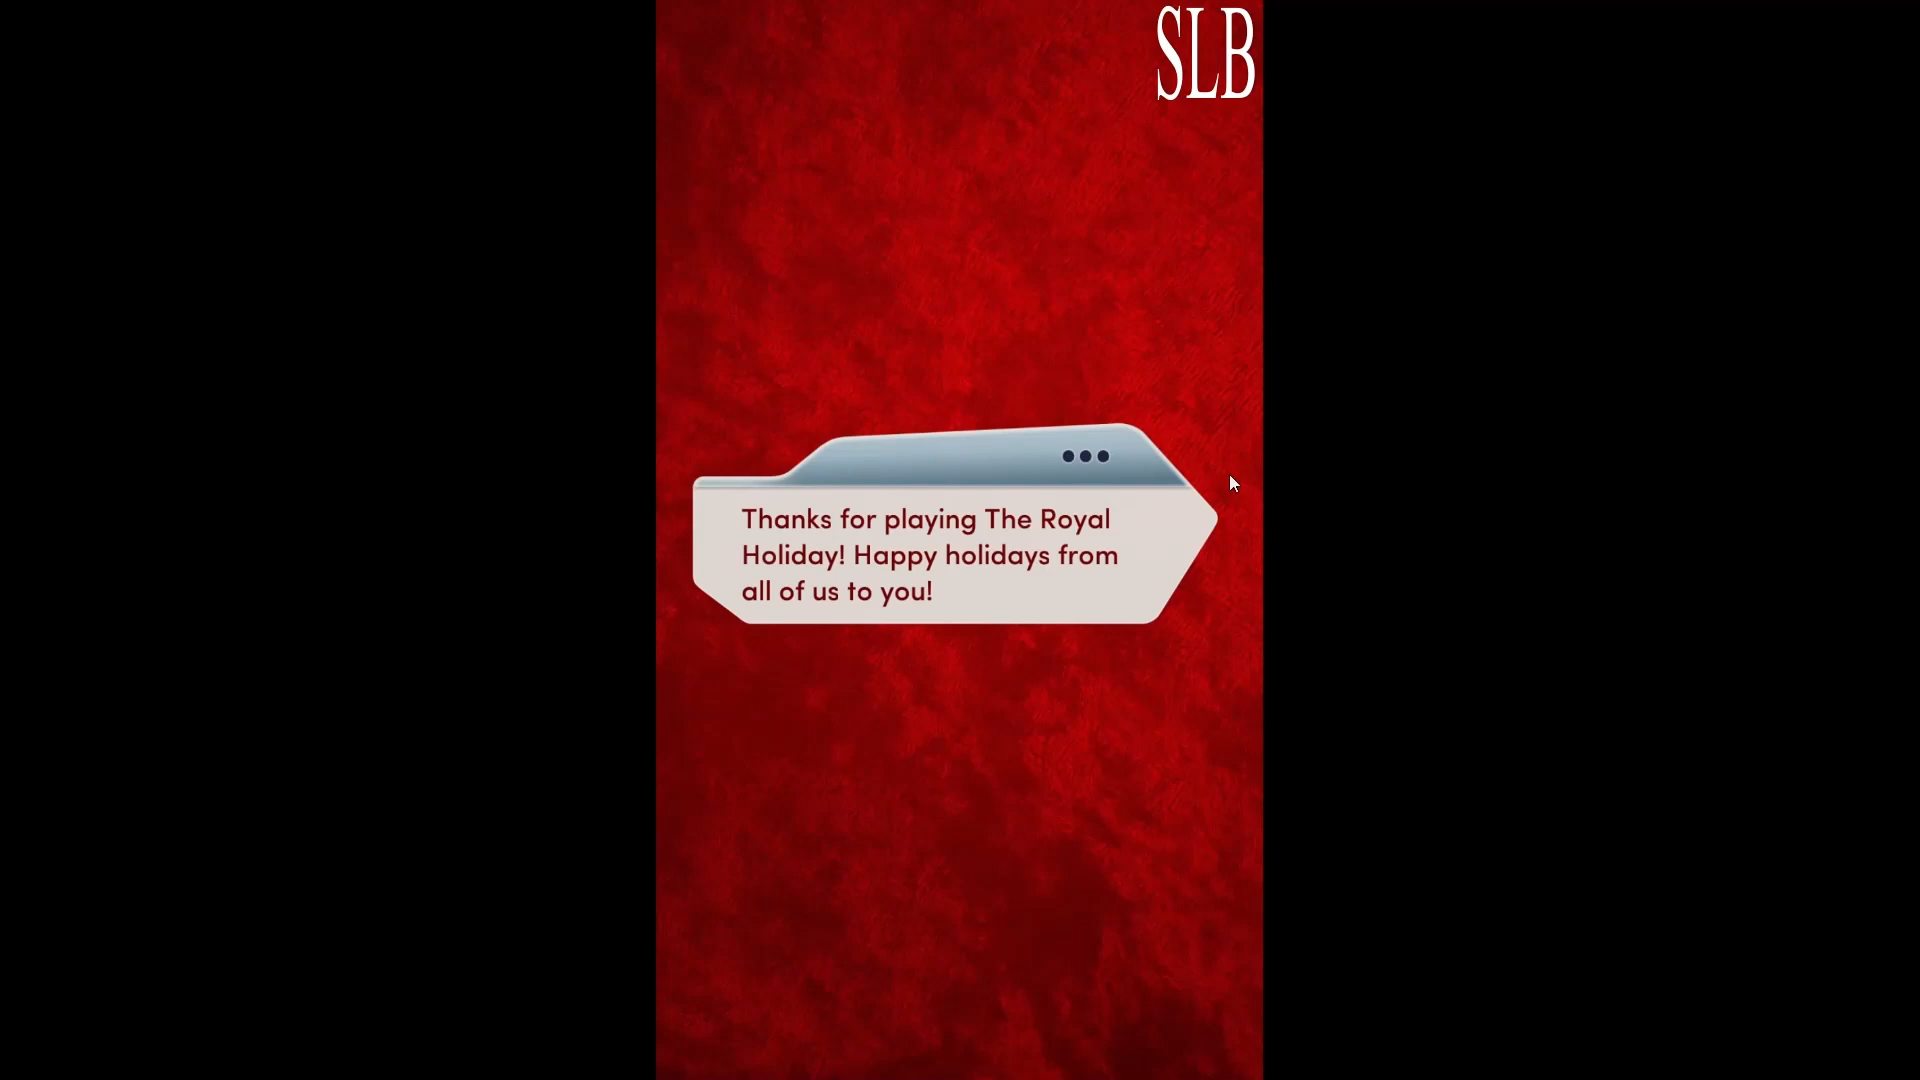 SLB
Thanks for playing The Royal
Holiday! Happy holidays from
all of us to you!